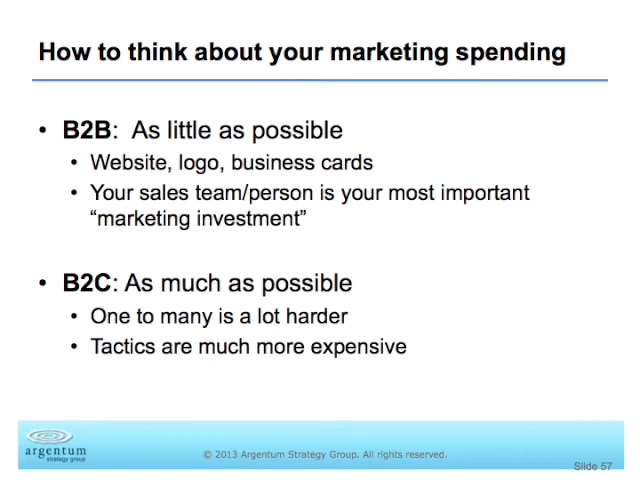 How to think about your marketing spending
• B2B: As little as possible
• Website, logo, business cards
• Your sales team/person is your most important
“marketing investment”
• B2C: As much as possible
• One to many is a lot harder
• Tactics are much more expensive
argentum
strategy group
© 2013 Argentum Strategy Group. All rights reserved.
Slide 57